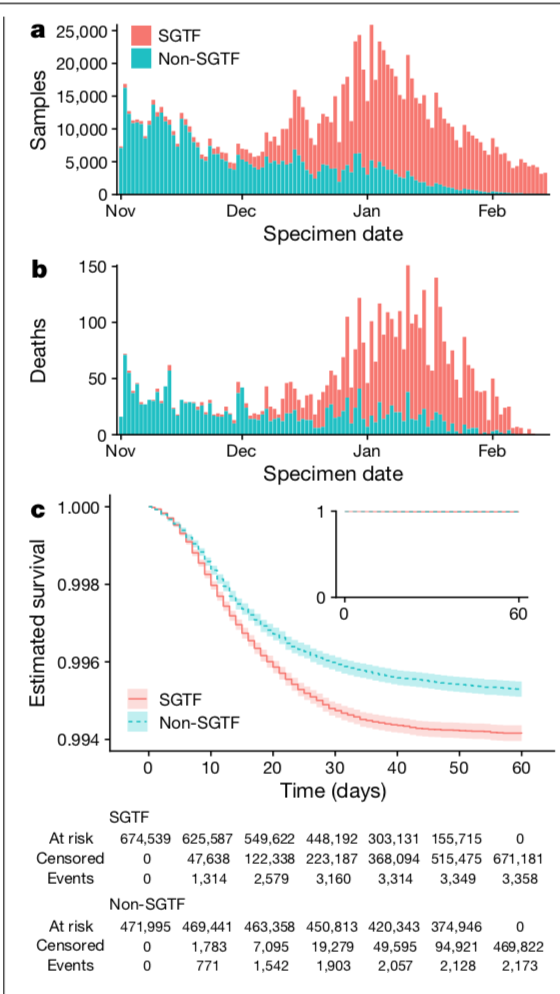 a
25,000
20,000
15,000
10,000
5,000
0
Samples
SGTF
Non-SGTF
Nov Dec Jan Feb
Specimen date
b
150
100
50
0
Deaths
Nov Dec Jan Feb
Specimen date
c
1.000
0.998
0.996
0.994
Estimated survival
1
0
0 60
SGTF
Non-SGTF
0 10 20 30 40 50 60
Time (days)
SGTF
At risk 674,539 625,587 549,622 448,192 303,131 155,715 0
Censored 0 47,638 122,338 223,187 368,094 515,475 671,181
Events 0 1,314 2,579 3,160 3,314 3,349 3,358
Non-SGTF
At risk 471,995 469,441 463,358 450,813 420,343 374,946 0
Censored 0 1,783 7,095 19,279 49,595 94,921 469,822
Events 0 771 1,542 1,903 2,057 2,128 2,173